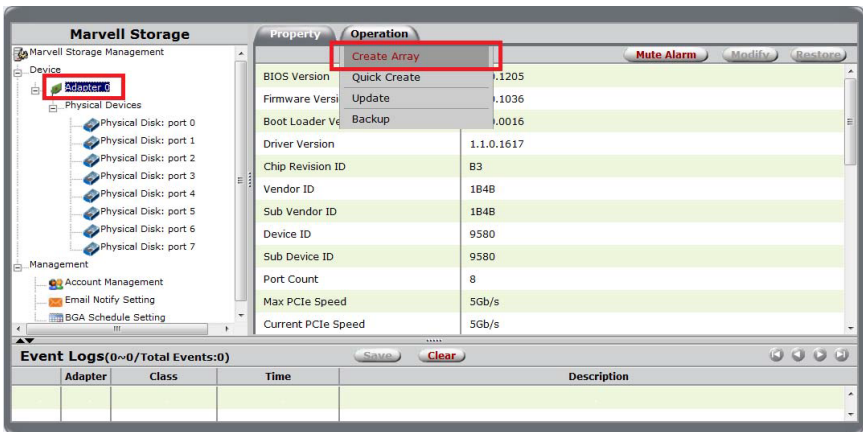 Marvell Storage
Property
Operation
Marvell Storage Management
Device
Adapter 0
Physical Devices
Physical Disk: port 0
Physical Disk: port 1
Physical Disk: port 2
Physical Disk: port 3
Physical Disk: port 4
Physical Disk: port 5
Physical Disk: port 6
Physical Disk: port 7
Management
Account Management
Email Notify Setting
BGA Schedule Setting
Create Array
Quick Create
Update
Backup
Mute Alarm
Modify
Restore
BIOS Version .1205
Firmware Versi .1036
Boot Loader Ve .0016
Driver Version 1.1.0.1617
Chip Revision ID B3
Vendor ID 1B4B
Sub Vendor ID 1B4B
Device ID 9580
Sub Device ID 9580
Port Count 8
Max PCIe Speed 5Gb/s
Current PCIe Speed 5Gb/s
Event Logs(0~0/Total Events:0)
Save
Clear
Adapter Class Time Description